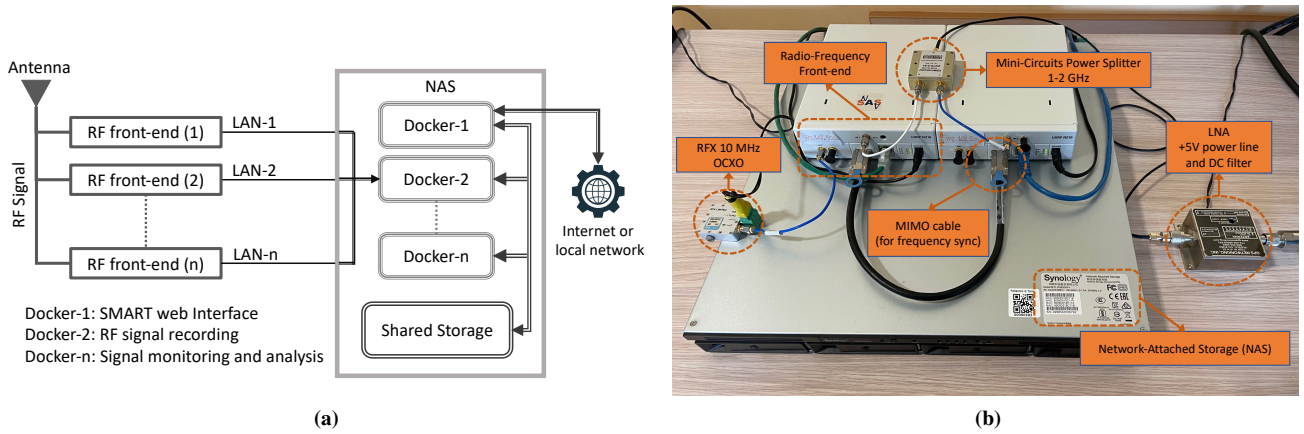 Antenna
RF Signal
RF front-end (1)
LAN-1
RF front-end (2)
LAN-2
RF front-end (n)
LAN-n
NAS
Docker-1
Docker-2
Docker-n
Shared Storage
Internet or
local network
Docker-1: SMART web Interface
Docker-2: RF signal recording
Docker-n: Signal monitoring and analysis
(a)
Radio-Frequency
Front-end
Mini-Circuits Power Splitter
1-2 GHz
RFX 10 MHz
OCXO
LNA
+5V power line
and DC filter
MIMO cable
(for frequency sync)
SAS
Synology
Network-Attached Storage (NAS)
(b)